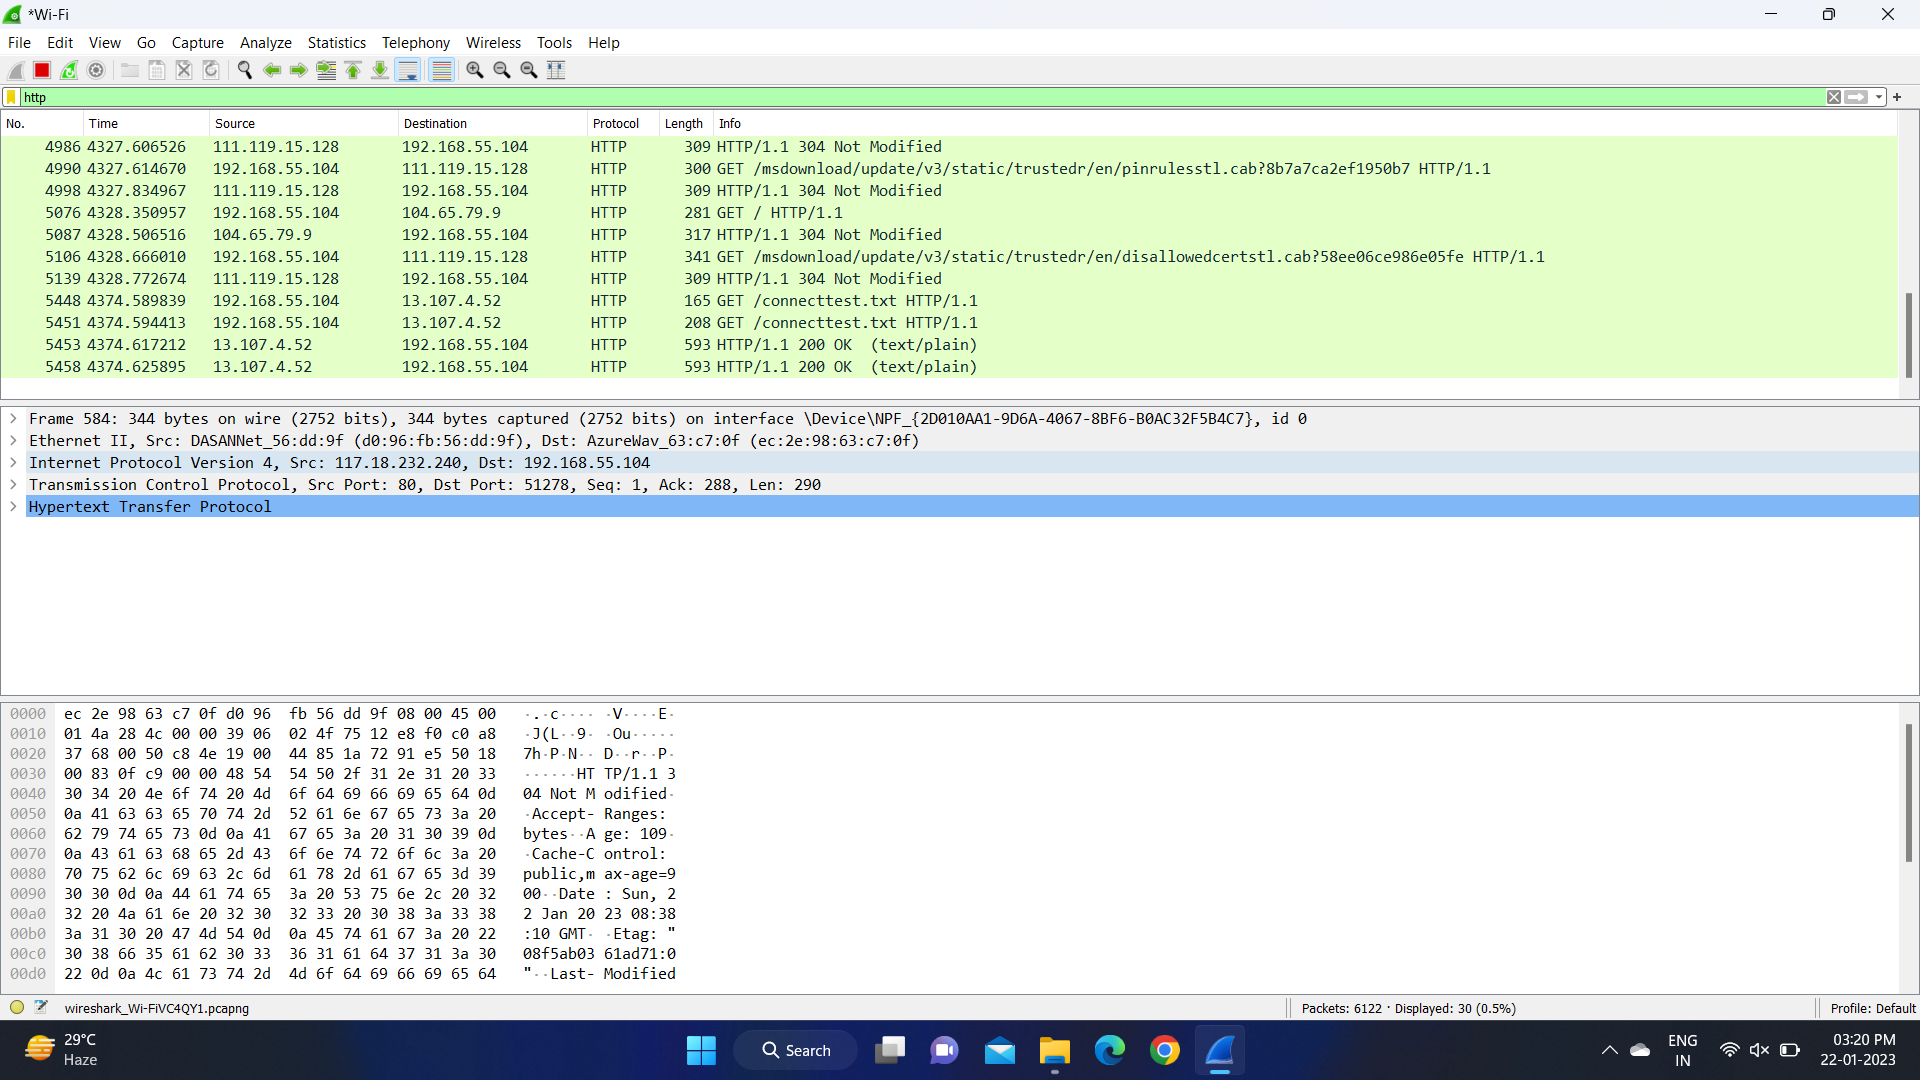 *Wi-Fi
File Edit View Go Capture Analyze Statistics Telephony Wireless Tools Help
http
No. Time Source Destination Protocol Length Info
4986 4327.606526 111.119.15.128 192.168.55.104 HTTP 309 HTTP/1.1 304 Not Modified
4990 4327.614670 192.168.55.104 111.119.15.128 HTTP 300 GET /msdownload/update/v3/static/trustedr/en/pinrulesstl.cab?8b7a7ca2ef1950b7 HTTP/1.1
4998 4327.834967 111.119.15.128 192.168.55.104 HTTP 309 HTTP/1.1 304 Not Modified
5076 4328.350957 192.168.55.104 104.65.79.9 HTTP 281 GET / HTTP/1.1
5087 4328.506516 104.65.79.9 192.168.55.104 HTTP 317 HTTP/1.1 304 Not Modified
5106 4328.666010 192.168.55.104 111.119.15.128 HTTP 341 GET /msdownload/update/v3/static/trustedr/en/disallowedcertstl.cab?58ee06ce986e05fe HTTP/1.1
5139 4328.772674 111.119.15.128 192.168.55.104 HTTP 309 HTTP/1.1 304 Not Modified
5448 4374.589839 192.168.55.104 13.107.4.52 HTTP 165 GET /connecttest.txt HTTP/1.1
5451 4374.594413 192.168.55.104 13.107.4.52 HTTP 208 GET /connecttest.txt HTTP/1.1
5453 4374.617212 13.107.4.52 192.168.55.104 HTTP 593 HTTP/1.1 200 OK (text/plain)
5458 4374.625895 13.107.4.52 192.168.55.104 HTTP 593 HTTP/1.1 200 OK (text/plain)
Frame 584: 344 bytes on wire (2752 bits), 344 bytes captured (2752 bits) on interface \Device\NPF_{2D010AA1-9D6A-4067-8BF6-B0AC32F5B4C7}, id 0
Ethernet II, Src: DASANNet_56:dd:9f (d0:96:fb:56:dd:9f), Dst: AzureWav_63:c7:0f (ec:2e:98:63:c7:0f)
Internet Protocol Version 4, Src: 117.18.232.240, Dst: 192.168.55.104
Transmission Control Protocol, Src Port: 80, Dst Port: 51278, Seq: 1, Ack: 288, Len: 290
Hypertext Transfer Protocol
0000 ec 2e 98 63 c7 0f d0 96 fb 56 dd 9f 08 00 45 00 ·.·c···· ·V····E·
0010 01 4a 28 4c 00 00 39 06 02 4f 75 12 e8 f0 c0 a8 ·J(L··9· ·Ou·····
0020 37 68 00 50 c8 4e 19 00 44 85 1a 72 91 e5 50 18 7h·P·N·· D··r··P·
0030 00 83 0f c9 00 00 48 54 54 50 2f 31 2e 31 20 33 ······HT TP/1.1 3
0040 30 34 20 4e 6f 74 20 4d 6f 64 69 66 69 65 64 0d 04 Not M odified·
0050 0a 41 63 63 65 70 74 2d 52 61 6e 67 65 73 3a 20 ·Accept- Ranges:
0060 62 79 74 65 73 0d 0a 41 67 65 3a 20 31 30 39 0d bytes··A ge: 109·
0070 0a 43 61 63 68 65 2d 43 6f 6e 74 72 6f 6c 3a 20 ·Cache-C ontrol:
0080 70 75 62 6c 69 63 2c 6d 61 78 2d 61 67 65 3d 39 public,m ax-age=9
0090 30 30 0d 0a 44 61 74 65 3a 20 53 75 6e 2c 20 32 00··Date : Sun, 2
00a0 32 20 4a 61 6e 20 32 30 32 33 20 30 38 3a 33 38 2 Jan 20 23 08:38
00b0 3a 31 30 20 47 4d 54 0d 0a 45 74 61 67 3a 20 22 :10 GMT· ·Etag: "
00c0 30 38 66 35 61 62 30 33 36 31 61 64 37 31 3a 30 08f5ab03 61ad71:0
00d0 22 0d 0a 4c 61 73 74 2d 4d 6f 64 69 66 69 65 64 "··Last- Modified
wireshark_Wi-FiVC4QY1.pcapng Packets: 6122 · Displayed: 30 (0.5%) Profile: Default
29°C
Haze
Search
ENG
IN
03:20 PM
22-01-2023